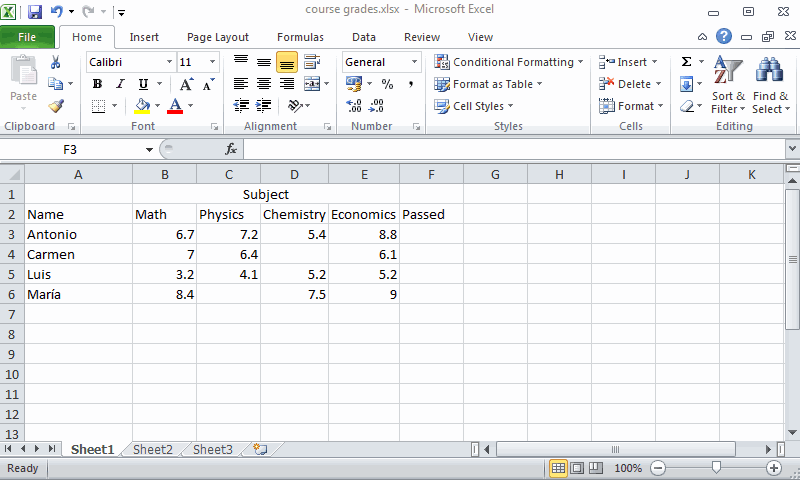 course grades.xlsx - Microsoft Excel
File Home Insert Page Layout Formulas Data Review View
Calibri 11 General Conditional Formatting Insert Σ
Paste B I U A A % , Format as Table Delete Sort & Filter Find & Select
A .00 .00 Cell Styles Format
Clipboard Font Alignment Number Styles Cells Editing
F3 fx
A B C D E F G H I J K
1 Subject
2 Name Math Physics Chemistry Economics Passed
3 Antonio 6.7 7.2 5.4 8.8
4 Carmen 7 6.4 6.1
5 Luis 3.2 4.1 5.2 5.2
6 María 8.4 7.5 9
7
8
9
10
11
12
13
Sheet1 Sheet2 Sheet3
Ready 100%